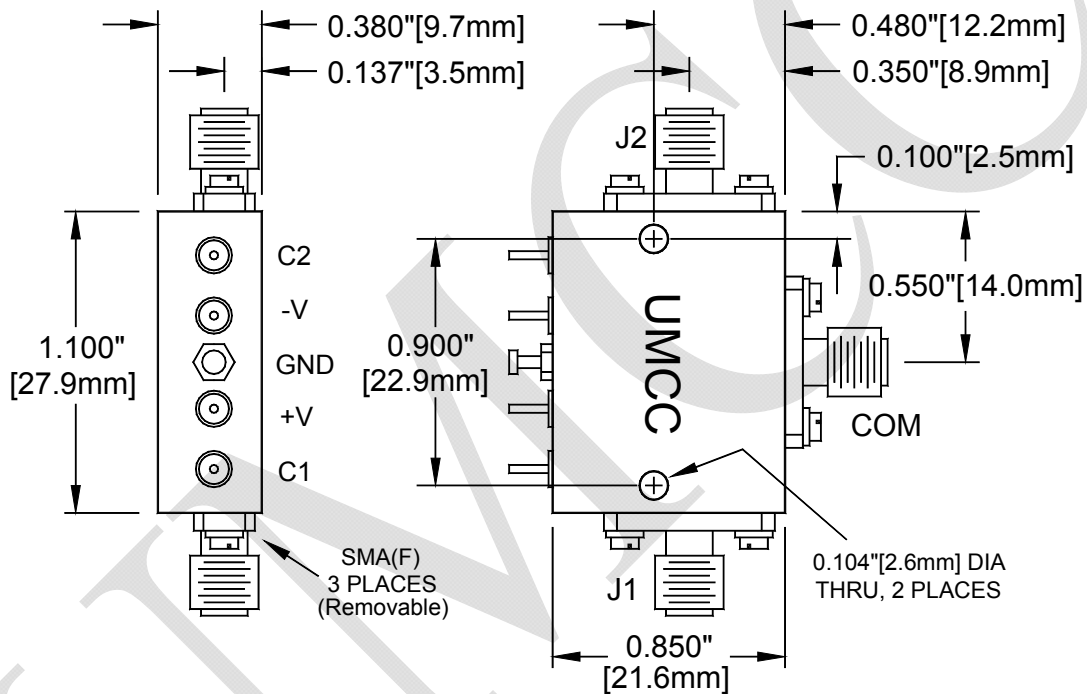 0.380"[9.7mm]
0.137"[3.5mm]
0.480"[12.2mm]
0.350"[8.9mm]
J2
0.100"[2.5mm]
C2
-V
GND
+V
C1
1.100"
[27.9mm]
0.900"
[22.9mm]
UMCC
0.550"[14.0mm]
COM
SMA(F)
3 PLACES
(Removable)
J1
0.104"[2.6mm] DIA
THRU, 2 PLACES
0.850"
[21.6mm]
UMCC